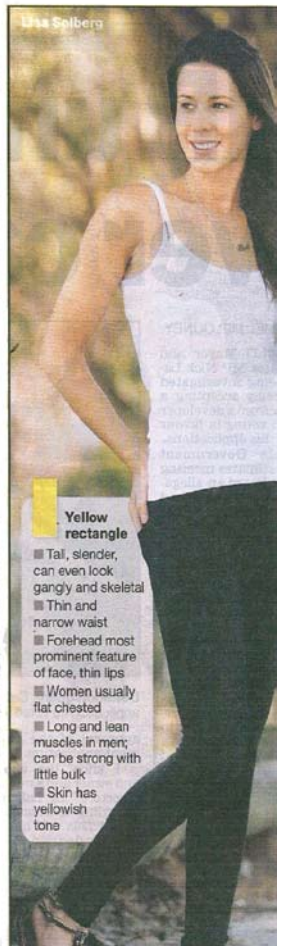 Lisa Solberg
Yellow
rectangle
■ Tall, slender,
can even look
gangly and skeletal
■ Thin and
narrow waist
■ Forehead most
prominent feature
of face, thin lips
■ Women usually
flat chested
■ Long and lean
muscles in men;
can be strong with
little bulk
■ Skin has
yellowish
tone